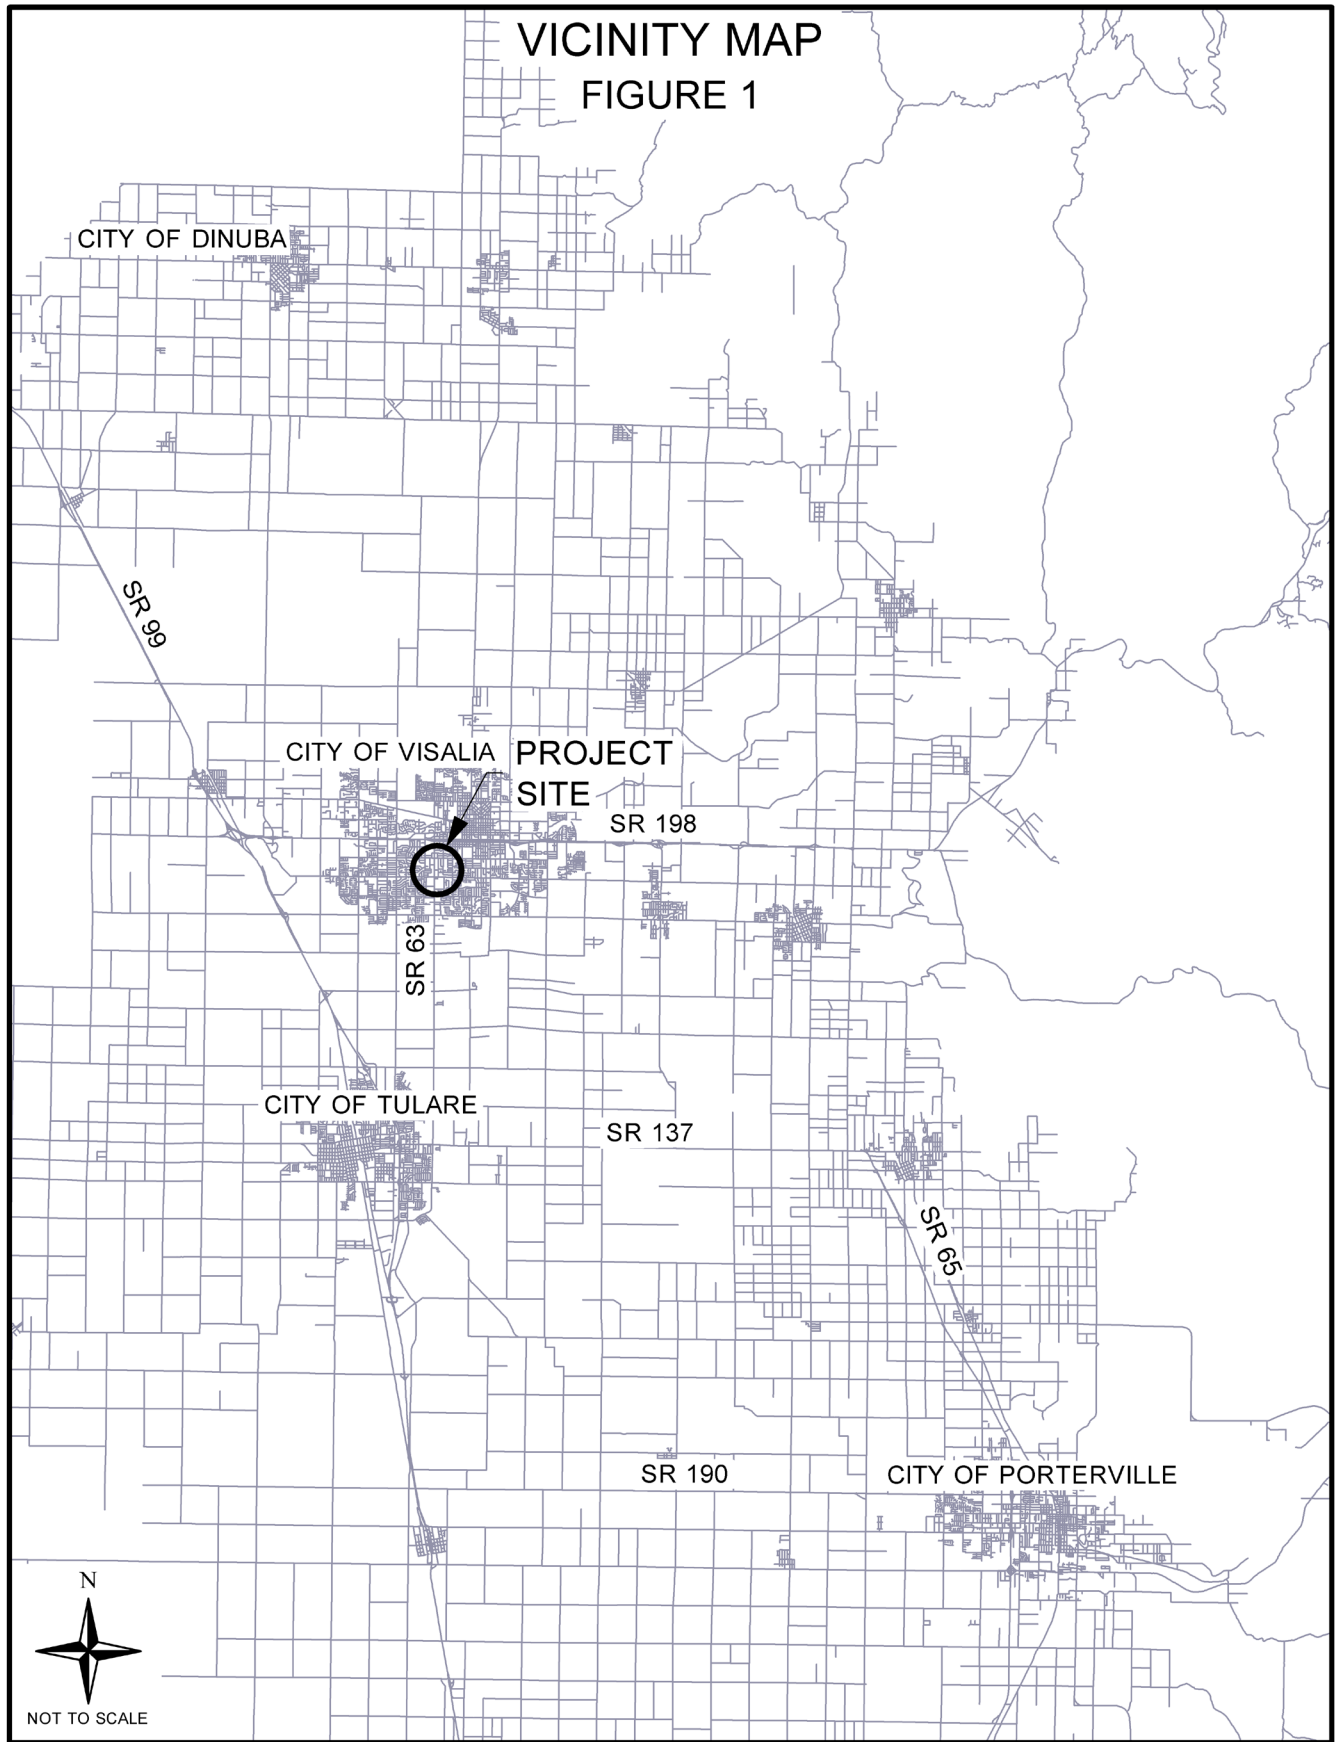 VICINITY MAP
FIGURE 1
CITY OF DINUBA
SR 99
CITY OF VISALIA
PROJECT
SITE
SR 198
SR 63
CITY OF TULARE
SR 137
SR 65
SR 190
CITY OF PORTERVILLE
N
NOT TO SCALE